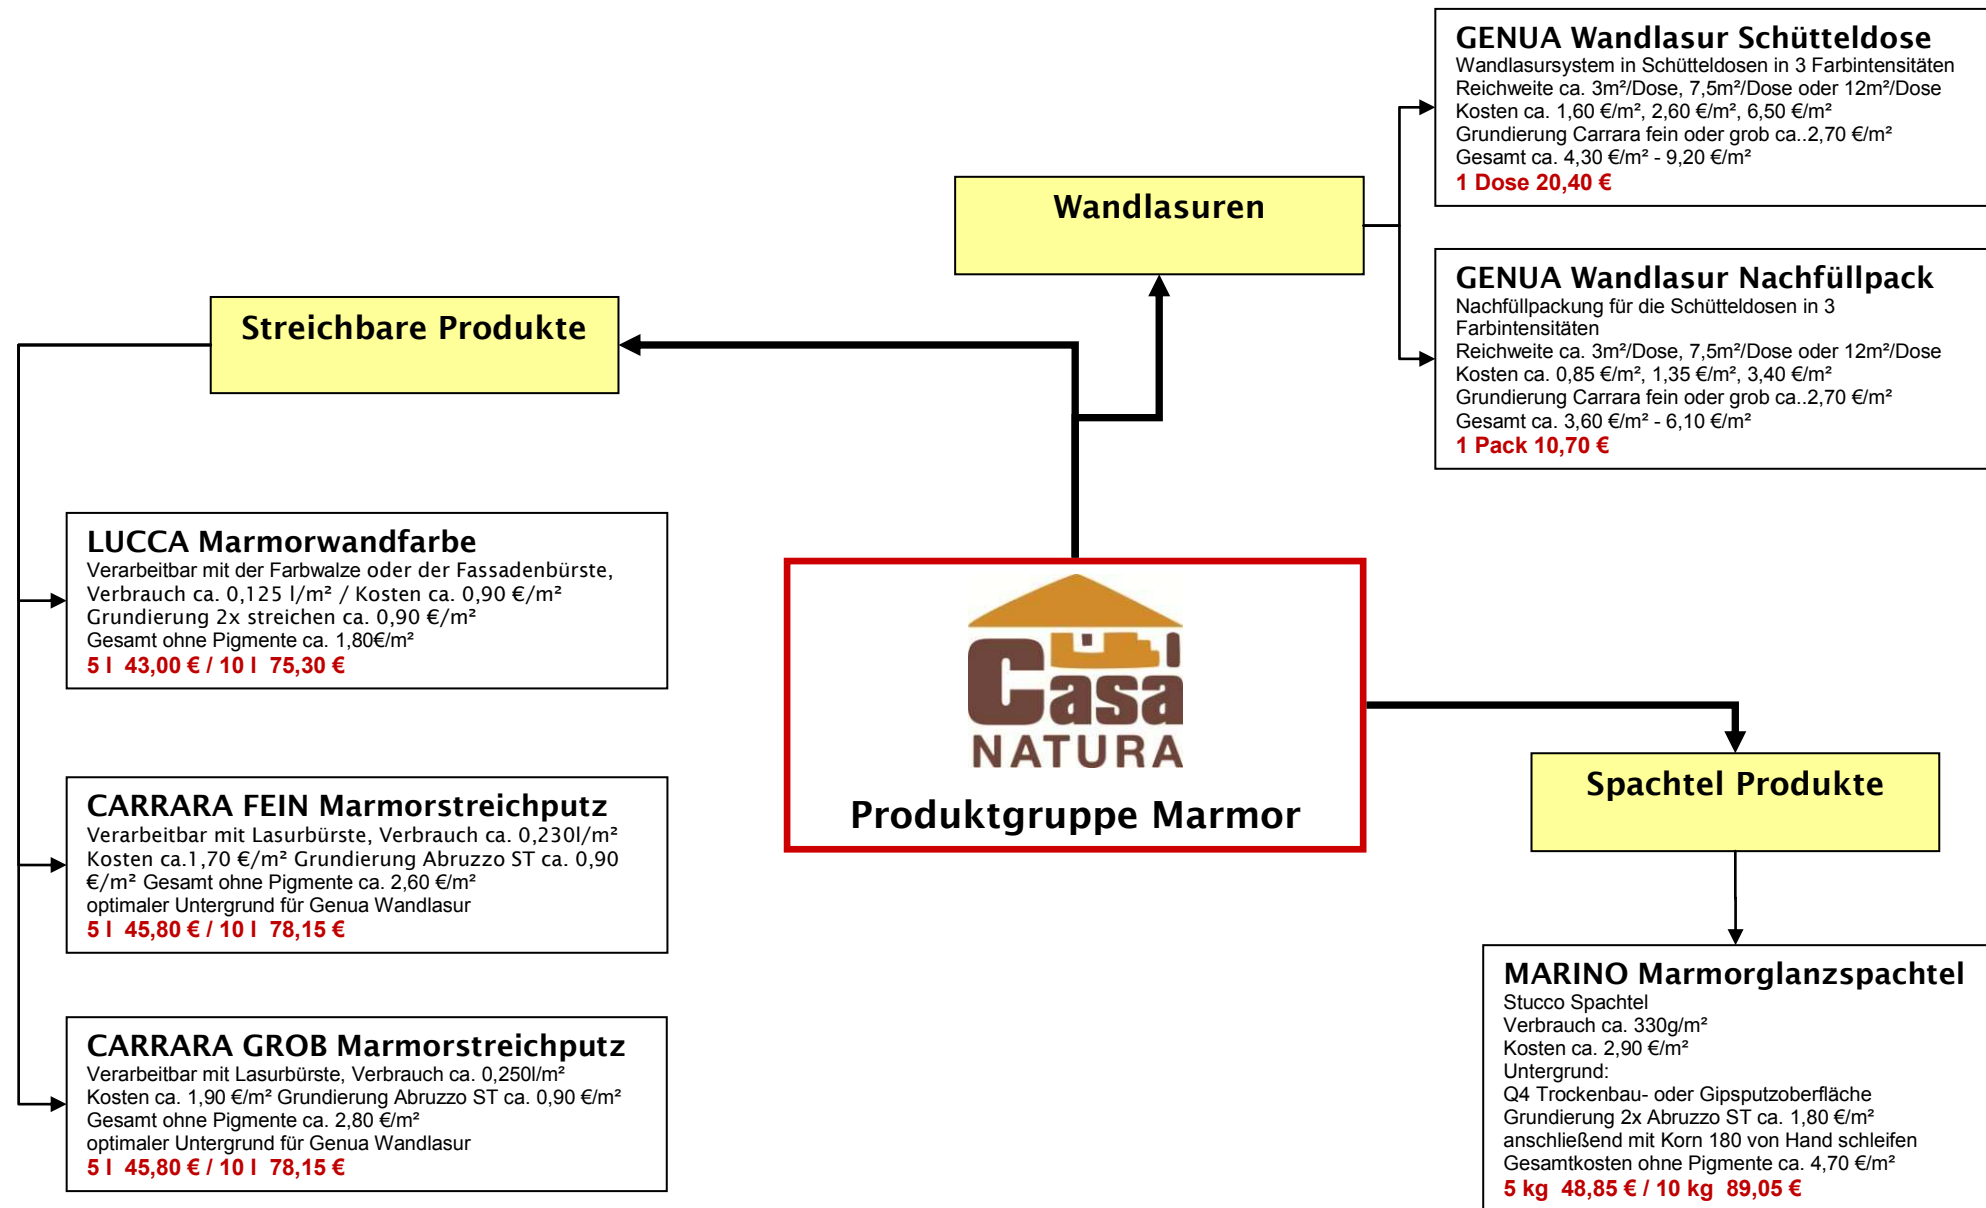 GENUA Wandlasur Schütteldose
Wandlasursystem in Schütteldosen in 3 Farbintensitäten
Reichweite ca. 3m²/Dose, 7,5m²/Dose oder 12m²/Dose
Kosten ca. 1,60 €/m², 2,60 €/m², 6,50 €/m²
Grundierung Carrara fein oder grob ca..2,70 €/m²
Gesamt ca. 4,30 €/m² - 9,20 €/m²
1 Dose 20,40 €
Wandlasuren
GENUA Wandlasur Nachfüllpack
Nachfüllpackung für die Schütteldosen in 3
Farbintensitäten
Reichweite ca. 3m²/Dose, 7,5m²/Dose oder 12m²/Dose
Kosten ca. 0,85 €/m², 1,35 €/m², 3,40 €/m²
Grundierung Carrara fein oder grob ca..2,70 €/m²
Gesamt ca. 3,60 €/m² - 6,10 €/m²
1 Pack 10,70 €
Streichbare Produkte
LUCCA Marmorwandfarbe
Verarbeitbar mit der Farbwalze oder der Fassadenbürste,
Verbrauch ca. 0,125 l/m² / Kosten ca. 0,90 €/m²
Grundierung 2x streichen ca. 0,90 €/m²
Gesamt ohne Pigmente ca. 1,80€/m²
5 l 43,00 € / 10 l 75,30 €
CARRARA FEIN Marmorstreichputz
Verarbeitbar mit Lasurbürste, Verbrauch ca. 0,230l/m²
Kosten ca.1,70 €/m² Grundierung Abruzzo ST ca. 0,90
€/m² Gesamt ohne Pigmente ca. 2,60 €/m²
optimaler Untergrund für Genua Wandlasur
5 l 45,80 € / 10 l 78,15 €
CARRARA GROB Marmorstreichputz
Verarbeitbar mit Lasurbürste, Verbrauch ca. 0,250l/m²
Kosten ca. 1,90 €/m² Grundierung Abruzzo ST ca. 0,90 €/m²
Gesamt ohne Pigmente ca. 2,80 €/m²
optimaler Untergrund für Genua Wandlasur
5 l 45,80 € / 10 l 78,15 €
Casa
NATURA
Produktgruppe Marmor
Spachtel Produkte
MARINO Marmorglanzspachtel
Stucco Spachtel
Verbrauch ca. 330g/m²
Kosten ca. 2,90 €/m²
Untergrund:
Q4 Trockenbau- oder Gipsputzoberfläche
Grundierung 2x Abruzzo ST ca. 1,80 €/m²
anschließend mit Korn 180 von Hand schleifen
Gesamtkosten ohne Pigmente ca. 4,70 €/m²
5 kg 48,85 € / 10 kg 89,05 €